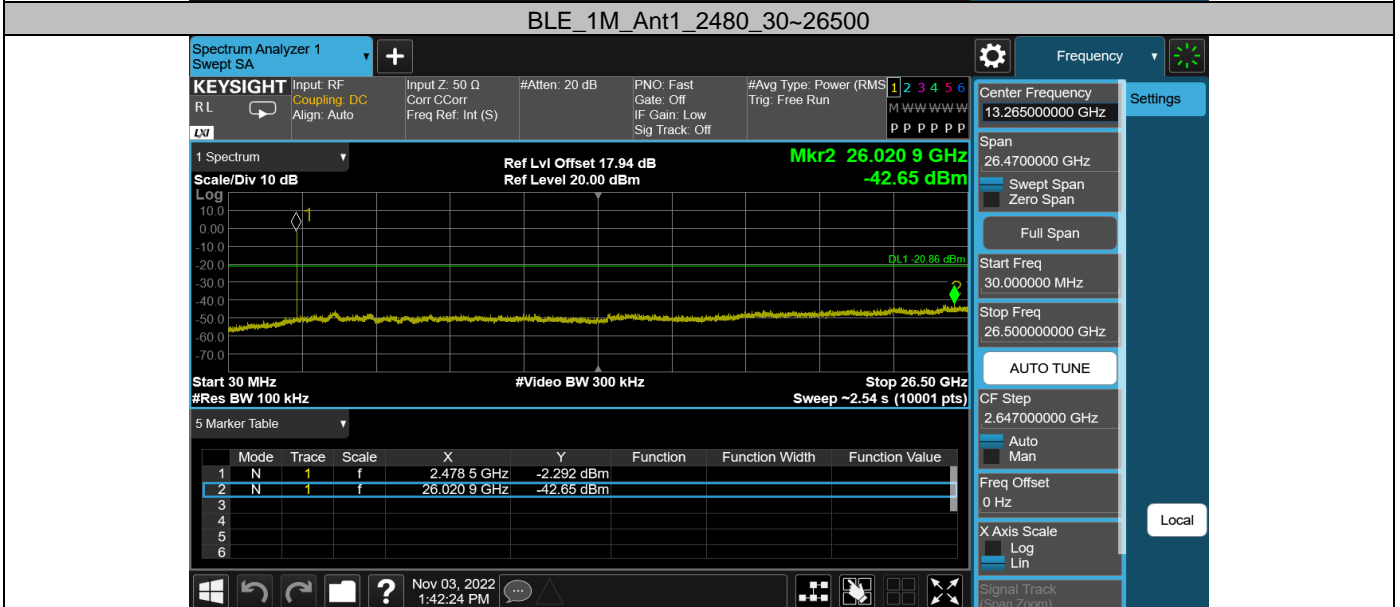 BLE_1M_Ant1_2480_30~26500
Spectrum Analyzer 1
Swept SA
Frequency
KEYSIGHT
Input: RF
Input Z: 50 Ω
#Atten: 20 dB
PNO: Fast
#Avg Type: Power (RMS
1 2 3 4 5 6
R L
Coupling: DC
Corr CCorr
Gate: Off
Trig: Free Run
Align: Auto
Freq Ref: Int (S)
IF Gain: Low
M W W W W W
LXI
Sig Track: Off
P P P P P P
1 Spectrum
Ref Lvl Offset 17.94 dB
Mkr2 26.020 9 GHz
Scale/Div 10 dB
Ref Level 20.00 dBm
-42.65 dBm
Log
10.0
1
0.00
-10.0
-20.0
DL1 -20.86 dBm
-30.0
2
-40.0
-50.0
-60.0
-70.0
Start 30 MHz
#Video BW 300 kHz
Stop 26.50 GHz
#Res BW 100 kHz
Sweep ~2.54 s (10001 pts)
5 Marker Table
Mode Trace Scale X Y Function Function Width Function Value
1 N 1 f 2.478 5 GHz -2.292 dBm
2 N 1 f 26.020 9 GHz -42.65 dBm
3
4
5
6
Nov 03, 2022
1:42:24 PM
Center Frequency
13.265000000 GHz
Settings
Span
26.4700000 GHz
Swept Span
Zero Span
Full Span
Start Freq
30.000000 MHz
Stop Freq
26.500000000 GHz
AUTO TUNE
CF Step
2.647000000 GHz
Auto
Man
Freq Offset
0 Hz
Local
X Axis Scale
Log
Lin
Signal Track
(Span Zoom)